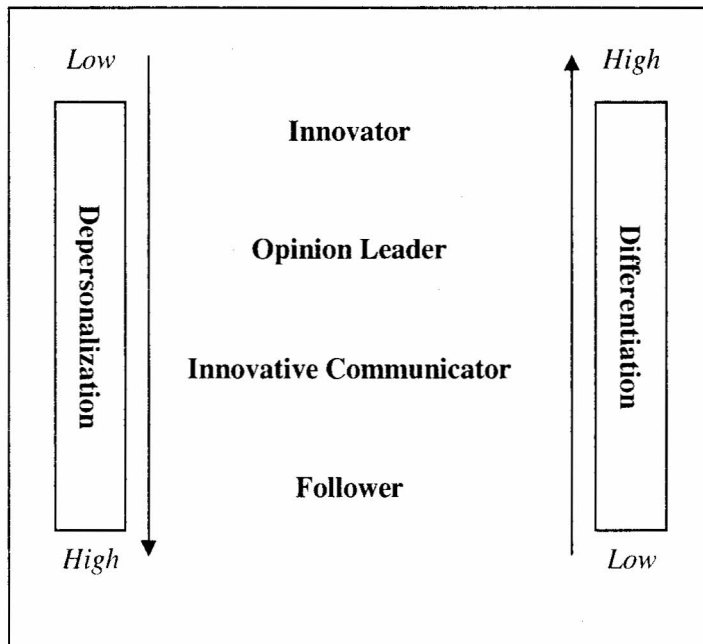 Low
High
Innovator
Opinion Leader
Depersonalization
Differentiation
Innovative Communicator
Follower
High
Low